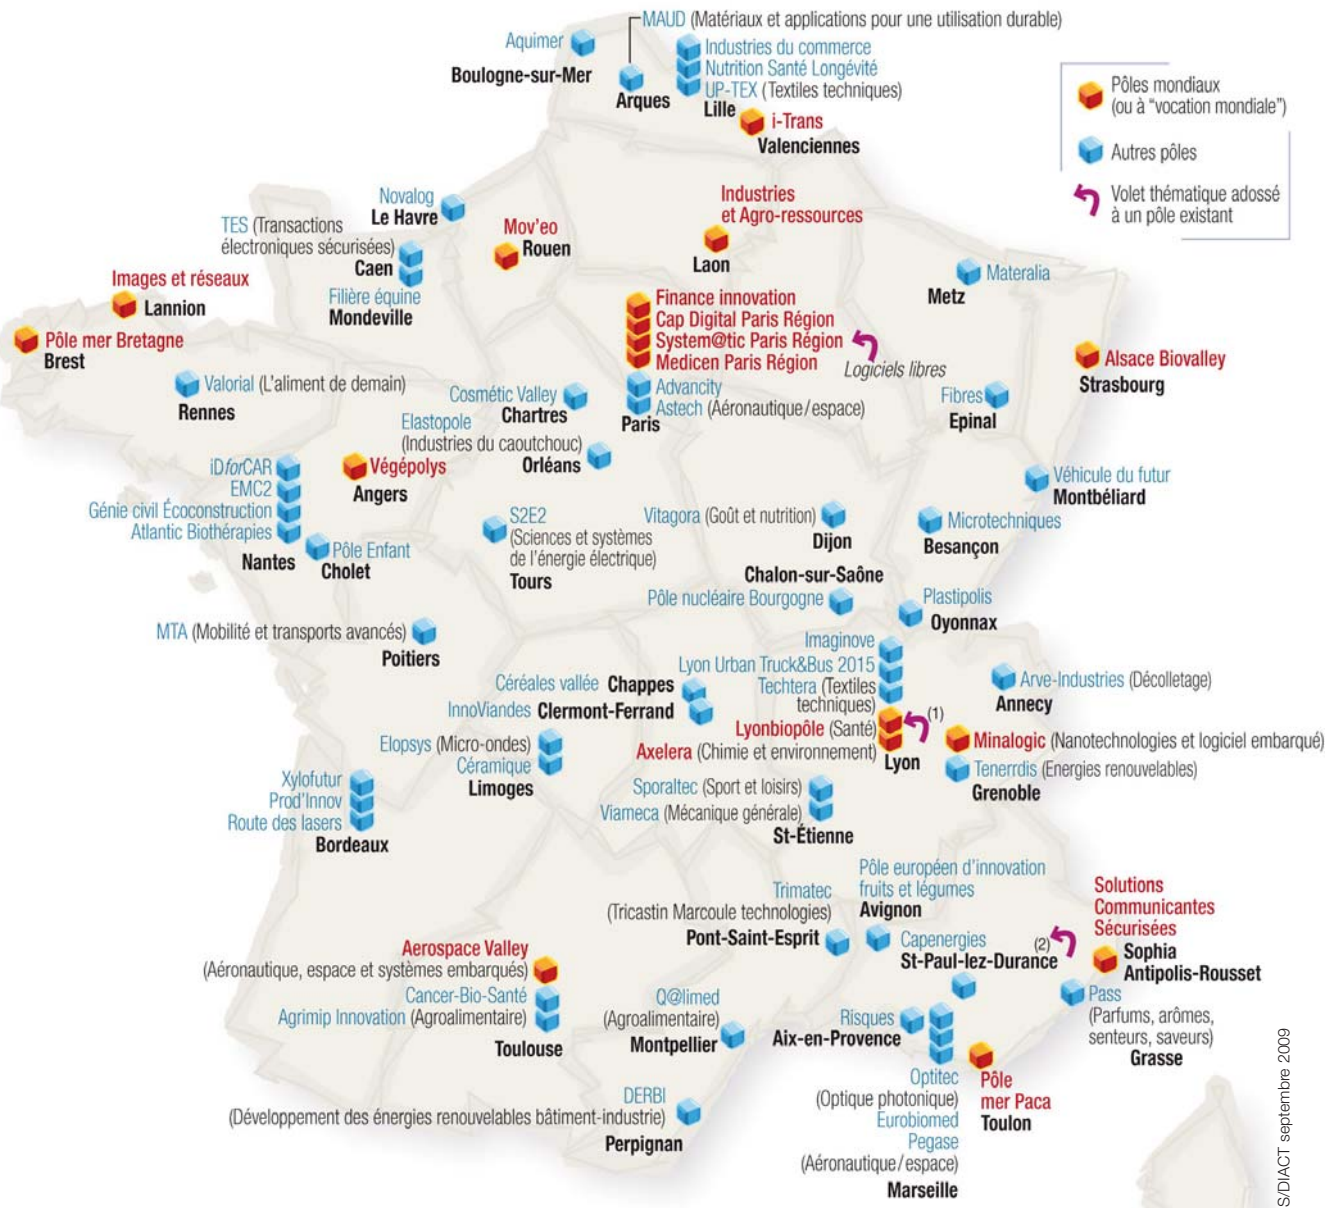 MAUD (Matériaux et applications pour une utilisation durable)
Aquimer
Boulogne-sur-Mer
Arques
Industries du commerce
Nutrition Santé Longévité
UP-TEX (Textiles techniques)
Lille
i-Trans
Valenciennes
Pôles mondiaux
(ou à “vocation mondiale”)
Autres pôles
Volet thématique adossé
à un pôle existant
Novalog
Le Havre
TES (Transactions
électroniques sécurisées)
Caen
Filière équine
Mondeville
Mov’eo
Rouen
Industries
et Agro-ressources
Laon
Materalia
Metz
Images et réseaux
Lannion
Pôle mer Bretagne
Brest
Valorial (L’aliment de demain)
Rennes
Finance innovation
Cap Digital Paris Région
System@tic Paris Région
Medicen Paris Région
Logiciels libres
Advancity
Astech (Aéronautique/espace)
Paris
Alsace Biovalley
Strasbourg
Fibres
Epinal
Cosmétic Valley
Chartres
Elastopole
(Industries du caoutchouc)
Orléans
iDforCAR
EMC2
Génie civil Écoconstruction
Atlantic Biothérapies
Nantes
Végépolys
Angers
Pôle Enfant
Cholet
S2E2
(Sciences et systèmes
de l’énergie électrique)
Tours
Vitagora (Goût et nutrition)
Dijon
Véhicule du futur
Montbéliard
Microtechniques
Besançon
Chalon-sur-Saône
Pôle nucléaire Bourgogne
Plastipolis
Oyonnax
MTA (Mobilité et transports avancés)
Poitiers
Imaginove
Lyon Urban Truck&Bus 2015
Techtera (Textiles
techniques)
Lyonbiopôle (Santé)
(1)
Axelera (Chimie et environnement)
Lyon
Céréales vallée Chappes
InnoViandes Clermont-Ferrand
Arve-Industries (Décolletage)
Annecy
Minalogic (Nanotechnologies et logiciel embarqué)
Tenerrdis (Energies renouvelables)
Grenoble
Elopsys (Micro-ondes)
Céramique
Limoges
Xylofutur
Prod’Innov
Route des lasers
Bordeaux
Sporaltec (Sport et loisirs)
Viameca (Mécanique générale)
St-Étienne
Pôle européen d’innovation
fruits et légumes
Avignon
Trimatec
(Tricastin Marcoule technologies)
Pont-Saint-Esprit
Capenergies
(2)
St-Paul-lez-Durance
Solutions
Communicantes
Sécurisées
Sophia
Antipolis-Rousset
Aerospace Valley
(Aéronautique, espace et systèmes embarqués)
Cancer-Bio-Santé
Agrimip Innovation (Agroalimentaire)
Toulouse
Q@limed
(Agroalimentaire)
Montpellier
Risques
Aix-en-Provence
Pass
(Parfums, arômes,
senteurs, saveurs)
Grasse
DERBI
(Développement des énergies renouvelables bâtiment-industrie)
Perpignan
Optitec
(Optique photonique)
Eurobiomed
Pegase
(Aéronautique/espace)
Marseille
Pôle
mer Paca
Toulon
S/DIACT septembre 2009